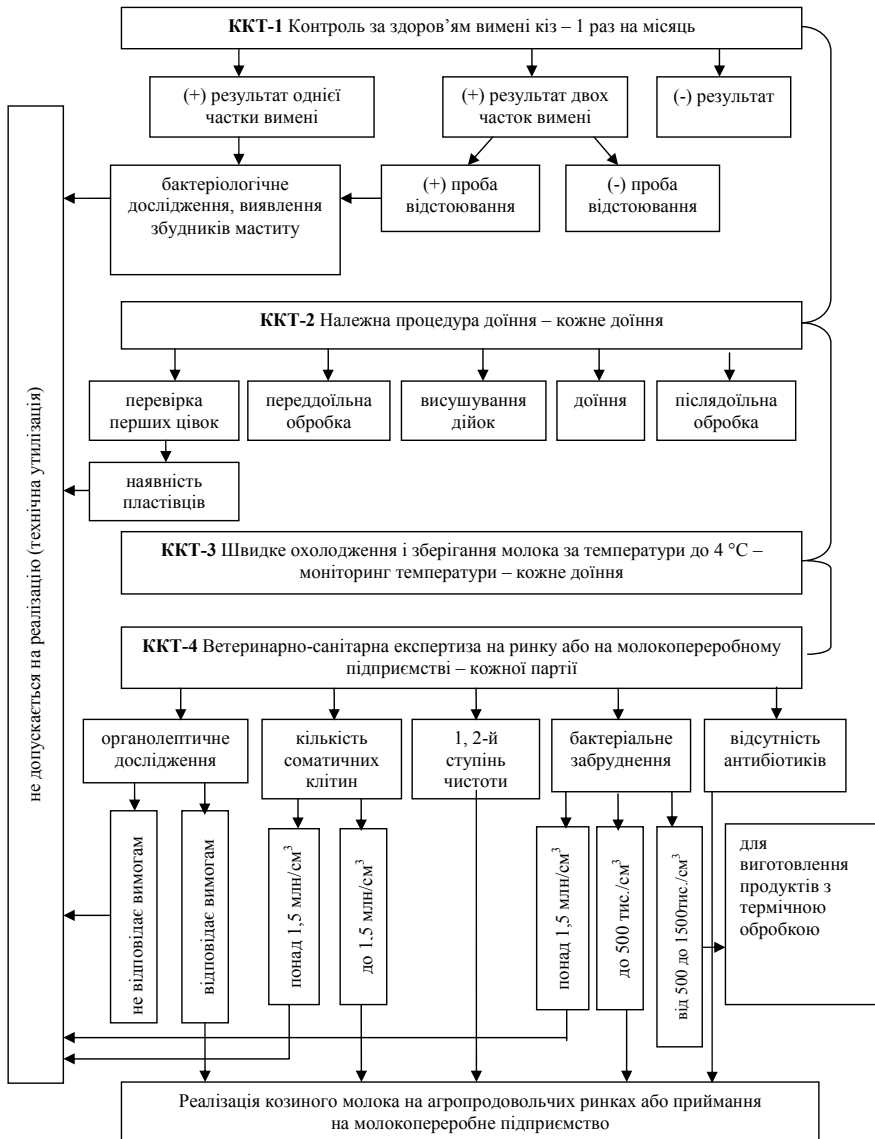 ККТ-1 Контроль за здоров'ям вимені кіз – 1 раз на місяць
(+) результат однієї
частки вимені
(+) результат двох
часток вимені
(-) результат
бактеріологічне
дослідження, виявлення
збудників маститу
(+) проба
відстоювання
(-) проба
відстоювання
не допускається на реалізацію (технічна утилізація)
ККТ-2 Належна процедура доїння – кожне доїння
перевірка
перших цівок
переддоїльна
обробка
висушування
дійок
доїння
післядоїльна
обробка
наявність
пластівців
ККТ-3 Швидке охолодження і зберігання молока за температури до 4 °С –
моніторинг температури – кожне доїння
ККТ-4 Ветеринарно-санітарна експертиза на ринку або на молокопереробному
підприємстві – кожної партії
органолептичне
дослідження
кількість
соматичних
клітин
1, 2-й
ступінь
чистоти
бактеріальне
забруднення
відсутність
антибіотиків
не відповідає вимогам
відповідає вимогам
понад 1,5 млн/см³
до 1.5 млн/см³
понад 1,5 млн/см³
до 500 тис./см³
від 500 до 1500тис./см³
для
виготовлення
продуктів з
термічною
обробкою
Реалізація козиного молока на агропродовольчих ринках або приймання
на молокопереробне підприємство